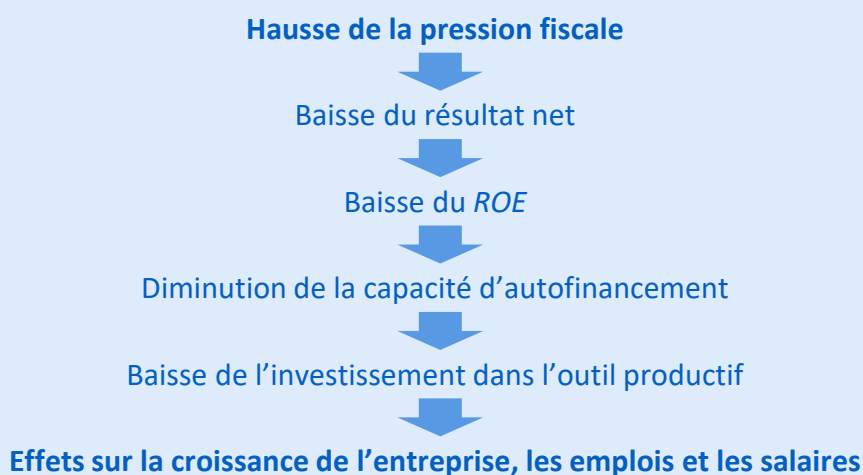 Hausse de la pression fiscale
Baisse du résultat net
Baisse du ROE
Diminution de la capacité d’autofinancement
Baisse de l’investissement dans l’outil productif
Effets sur la croissance de l’entreprise, les emplois et les salaires